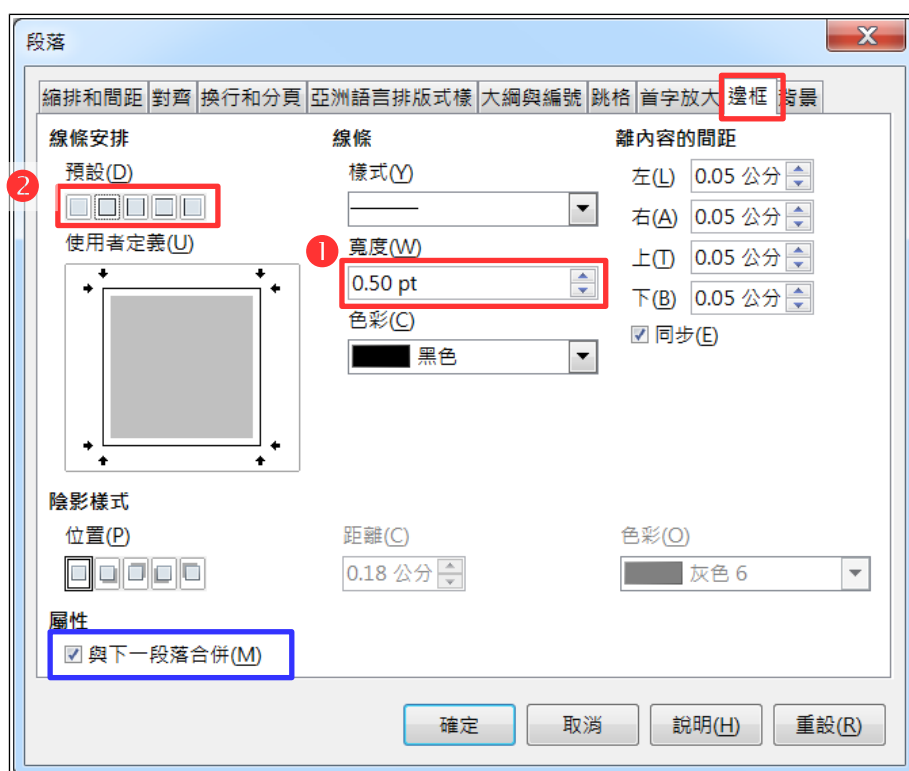 段落
X
縮排和間距 對齊 換行和分頁 亞洲語言排版式樣 大綱與編號 跳格 首字放大 邊框 背景
線條安排 線條 離內容的間距
預設(D) 樣式(Y) 左(L) 0.05 公分
2
右(A) 0.05 公分
使用者定義(U) 1 寬度(W) 上(T) 0.05 公分
0.50 pt 下(B) 0.05 公分
色彩(C) 同步(E)
黑色
陰影樣式
位置(P) 距離(C) 色彩(O)
0.18 公分 灰色 6
屬性
與下一段落合併(M)
確定 取消 說明(H) 重設(R)